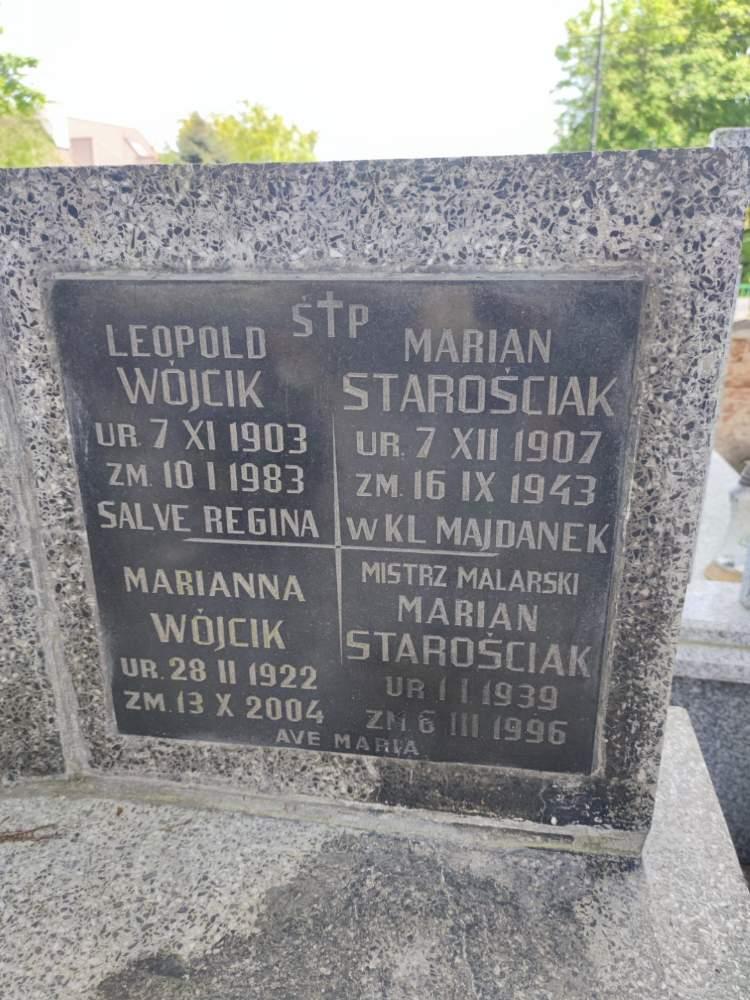 Ś✝P
LEOPOLD
WÓJCIK
UR. 7 XI 1903
ZM. 10 I 1983
SALVE REGINA
MARIAN
STAROŚCIAK
UR. 7 XII 1907
ZM. 16 IX 1943
W KL MAJDANEK
MARIANNA
WÓJCIK
UR. 28 II 1922
ZM. 13 X 2004
MISTRZ MALARSKI
MARIAN
STAROŚCIAK
UR 1 I 1939
ZM 6 III 1996
AVE MARIA